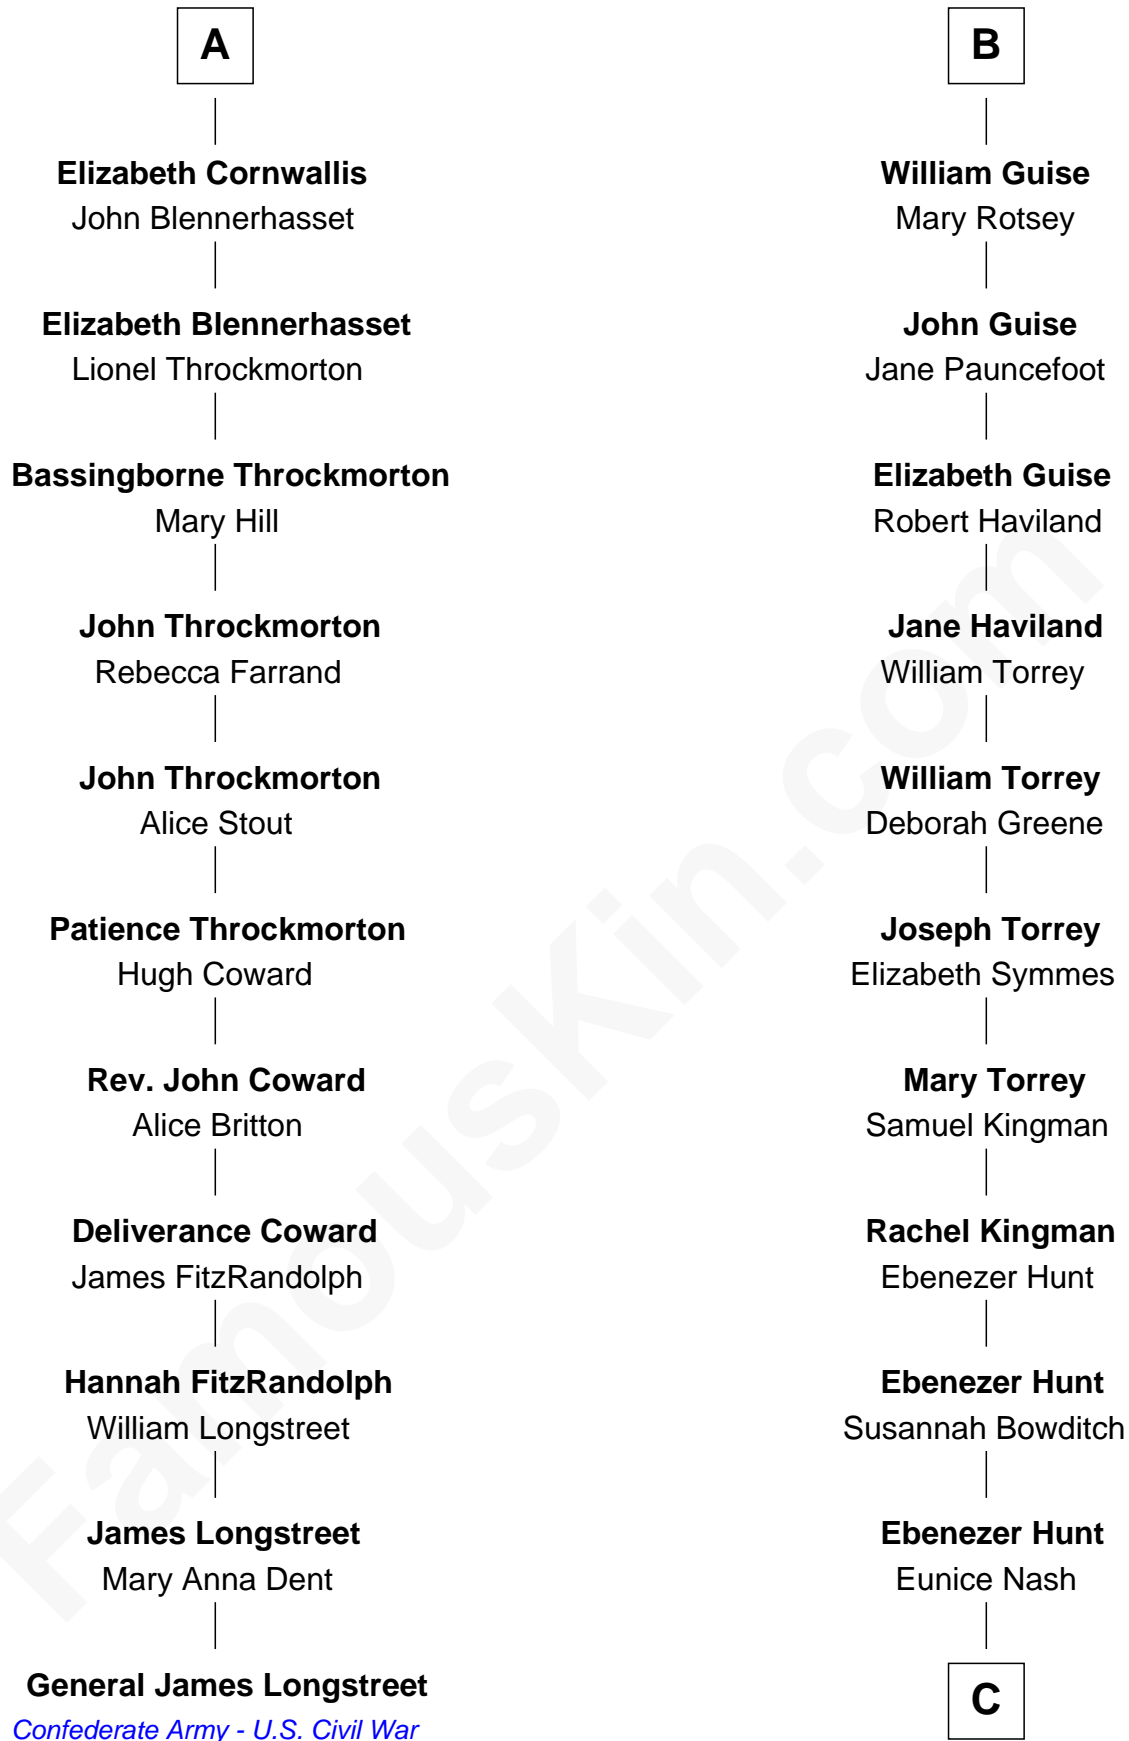 A
Elizabeth Cornwallis
John Blennerhasset
Elizabeth Blennerhasset
Lionel Throckmorton
Bassingborne Throckmorton
Mary Hill
John Throckmorton
Rebecca Farrand
John Throckmorton
Alice Stout
Patience Throckmorton
Hugh Coward
Rev. John Coward
Alice Britton
Deliverance Coward
James FitzRandolph
Hannah FitzRandolph
William Longstreet
James Longstreet
Mary Anna Dent
General James Longstreet
Confederate Army - U.S. Civil War
B
William Guise
Mary Rotsey
John Guise
Jane Pauncefoot
Elizabeth Guise
Robert Haviland
Jane Haviland
William Torrey
William Torrey
Deborah Greene
Joseph Torrey
Elizabeth Symmes
Mary Torrey
Samuel Kingman
Rachel Kingman
Ebenezer Hunt
Ebenezer Hunt
Susannah Bowditch
Ebenezer Hunt
Eunice Nash
C
FamousKin.com